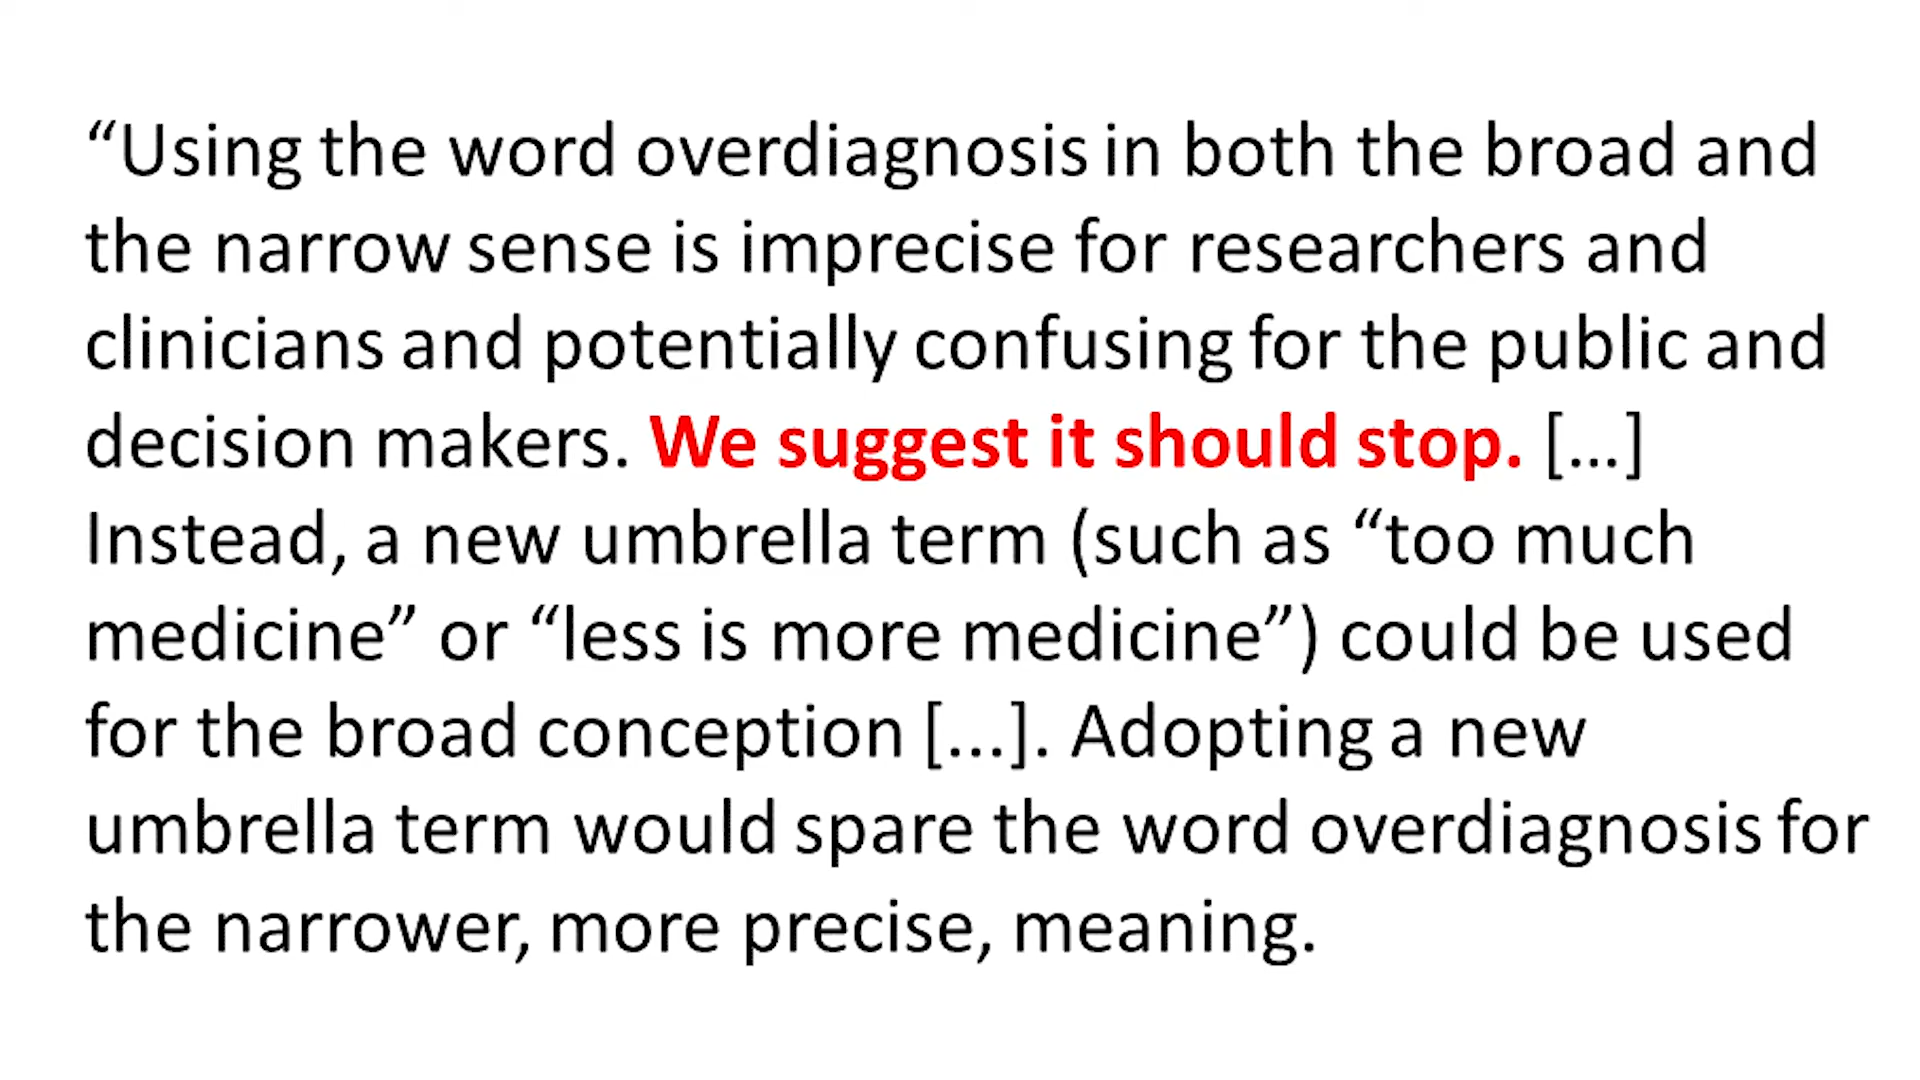 “Using the word overdiagnosis in both the broad and
the narrow sense is imprecise for researchers and
clinicians and potentially confusing for the public and
decision makers. We suggest it should stop. [...]
Instead, a new umbrella term (such as “too much
medicine” or “less is more medicine”) could be used
for the broad conception [...]. Adopting a new
umbrella term would spare the word overdiagnosis for
the narrower, more precise, meaning.